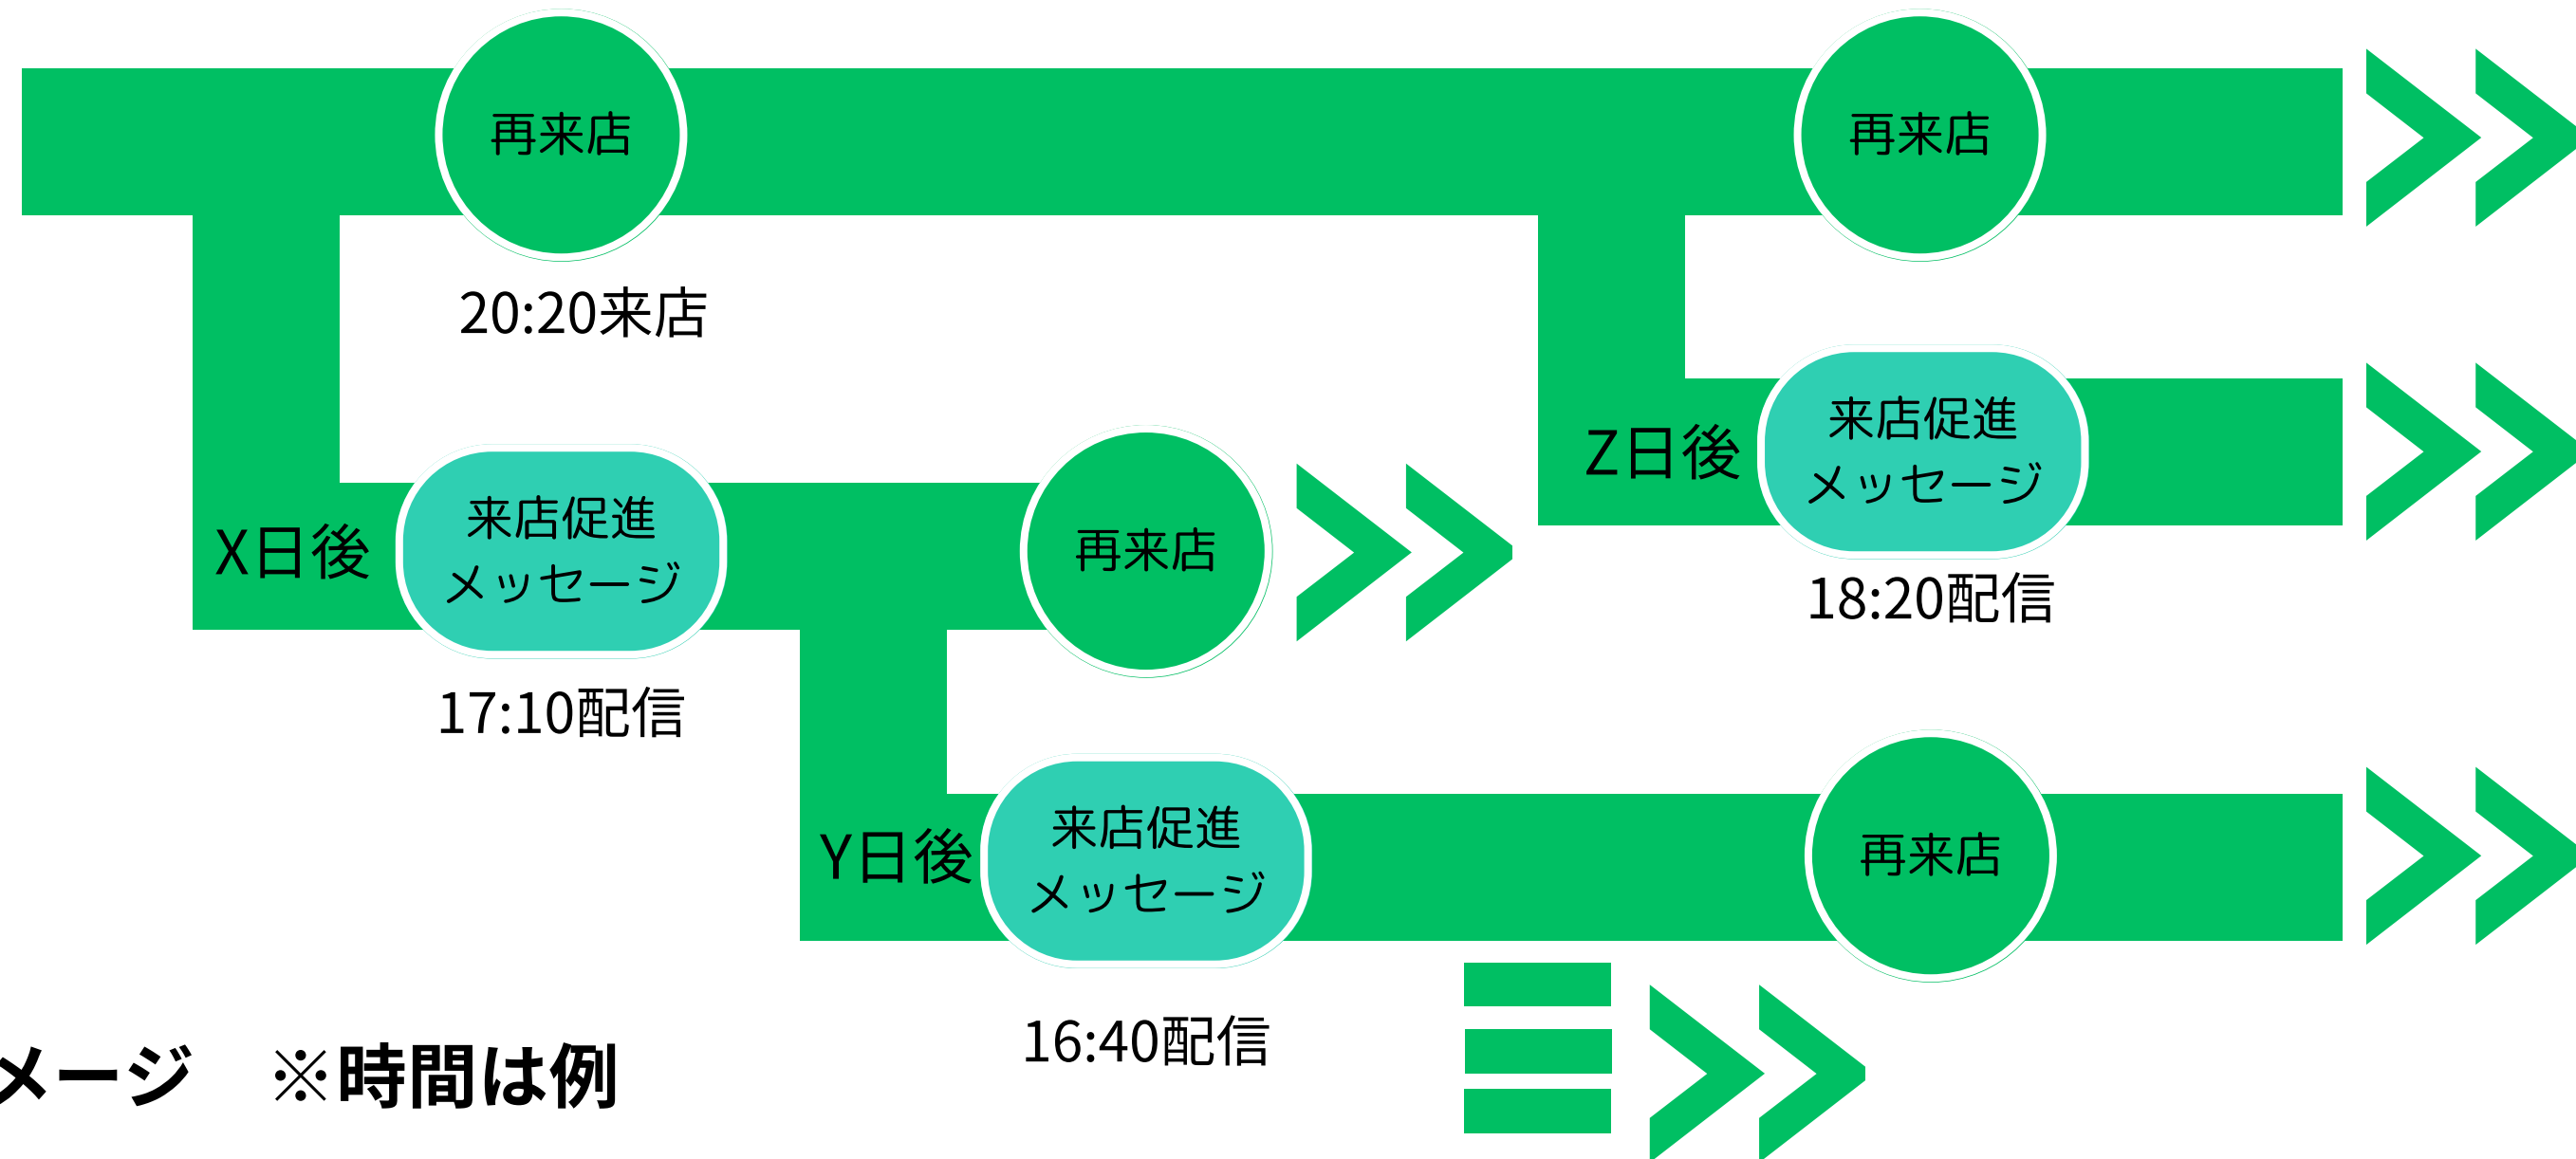 再来店
再来店
20:20来店
来店促進
メッセージ
Z日後
来店促進
メッセージ
X日後
再来店
18:20配信
17:10配信
来店促進
メッセージ
Y日後
再来店
16:40配信
メージ　※時間は例